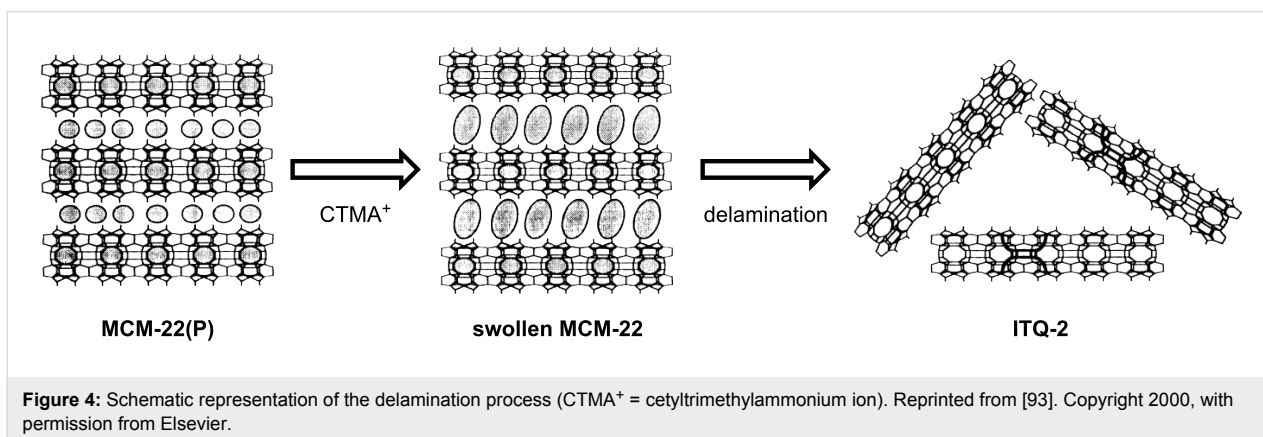 CTMA⁺
delamination
MCM-22(P)
swollen MCM-22
ITQ-2
Figure 4: Schematic representation of the delamination process (CTMA⁺ = cetyltrimethylammonium ion). Reprinted from [93]. Copyright 2000, with
permission from Elsevier.